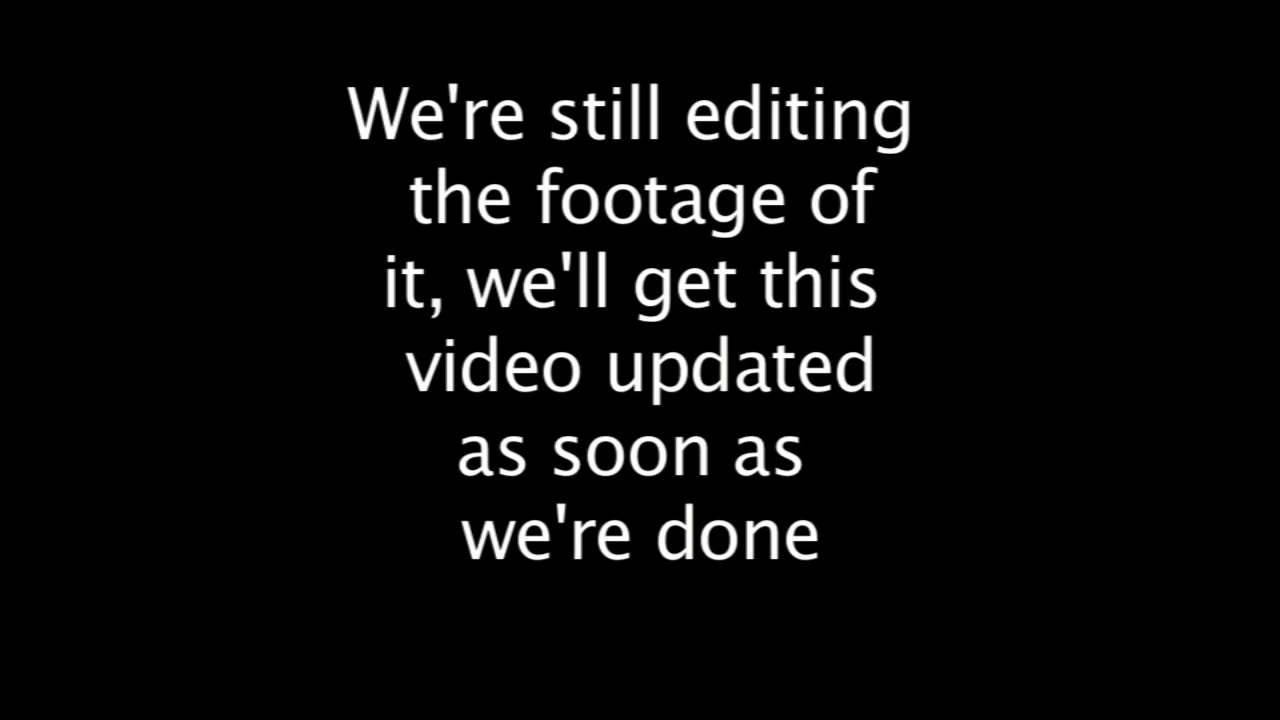 We're still editing
the footage of
it, we'll get this
video updated
as soon as
we're done